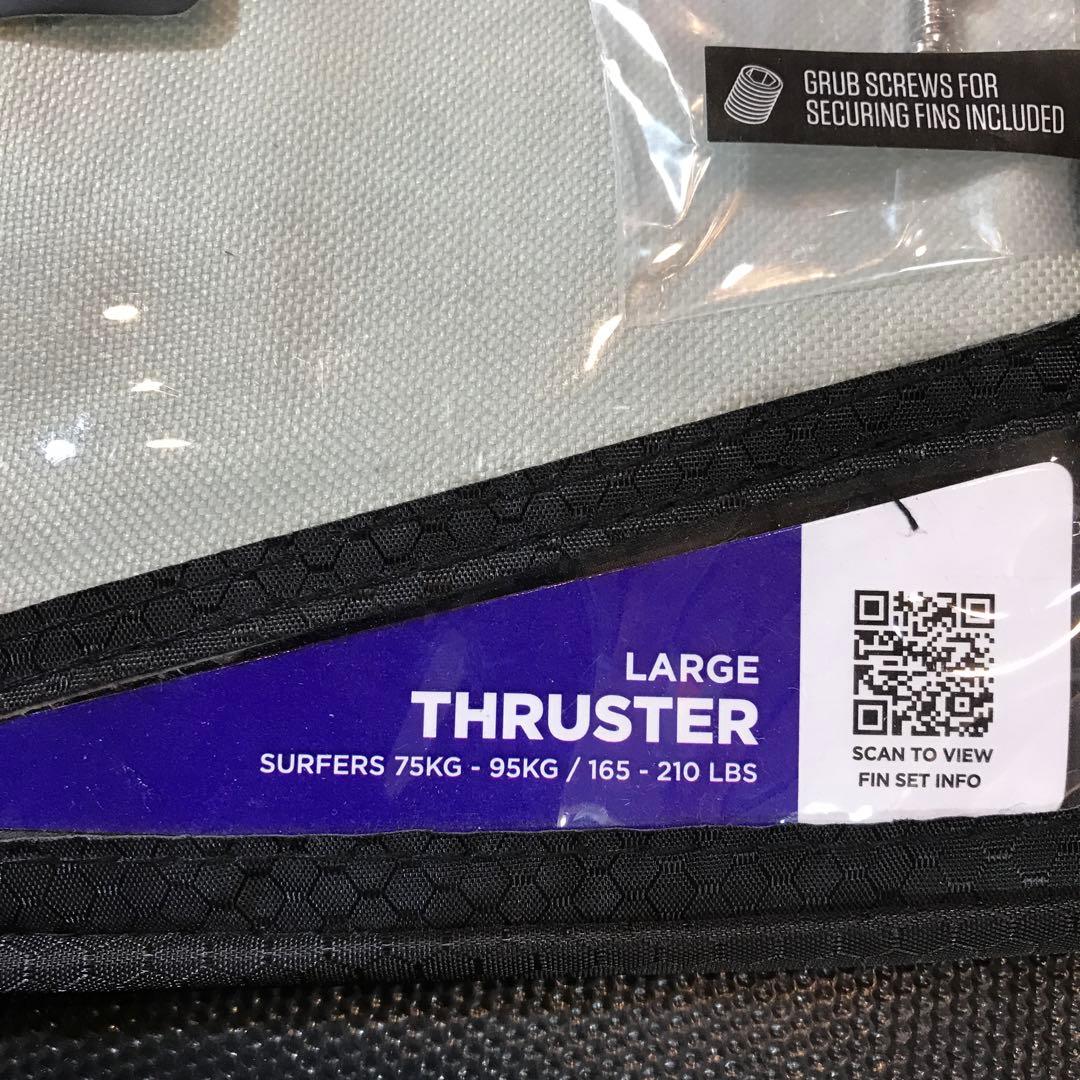 GRUB SCREWS FOR
SECURING FINS INCLUDED
LARGE
THRUSTER
SURFERS 75KG - 95KG / 165 - 210 LBS
SCAN TO VIEW
FIN SET INFO